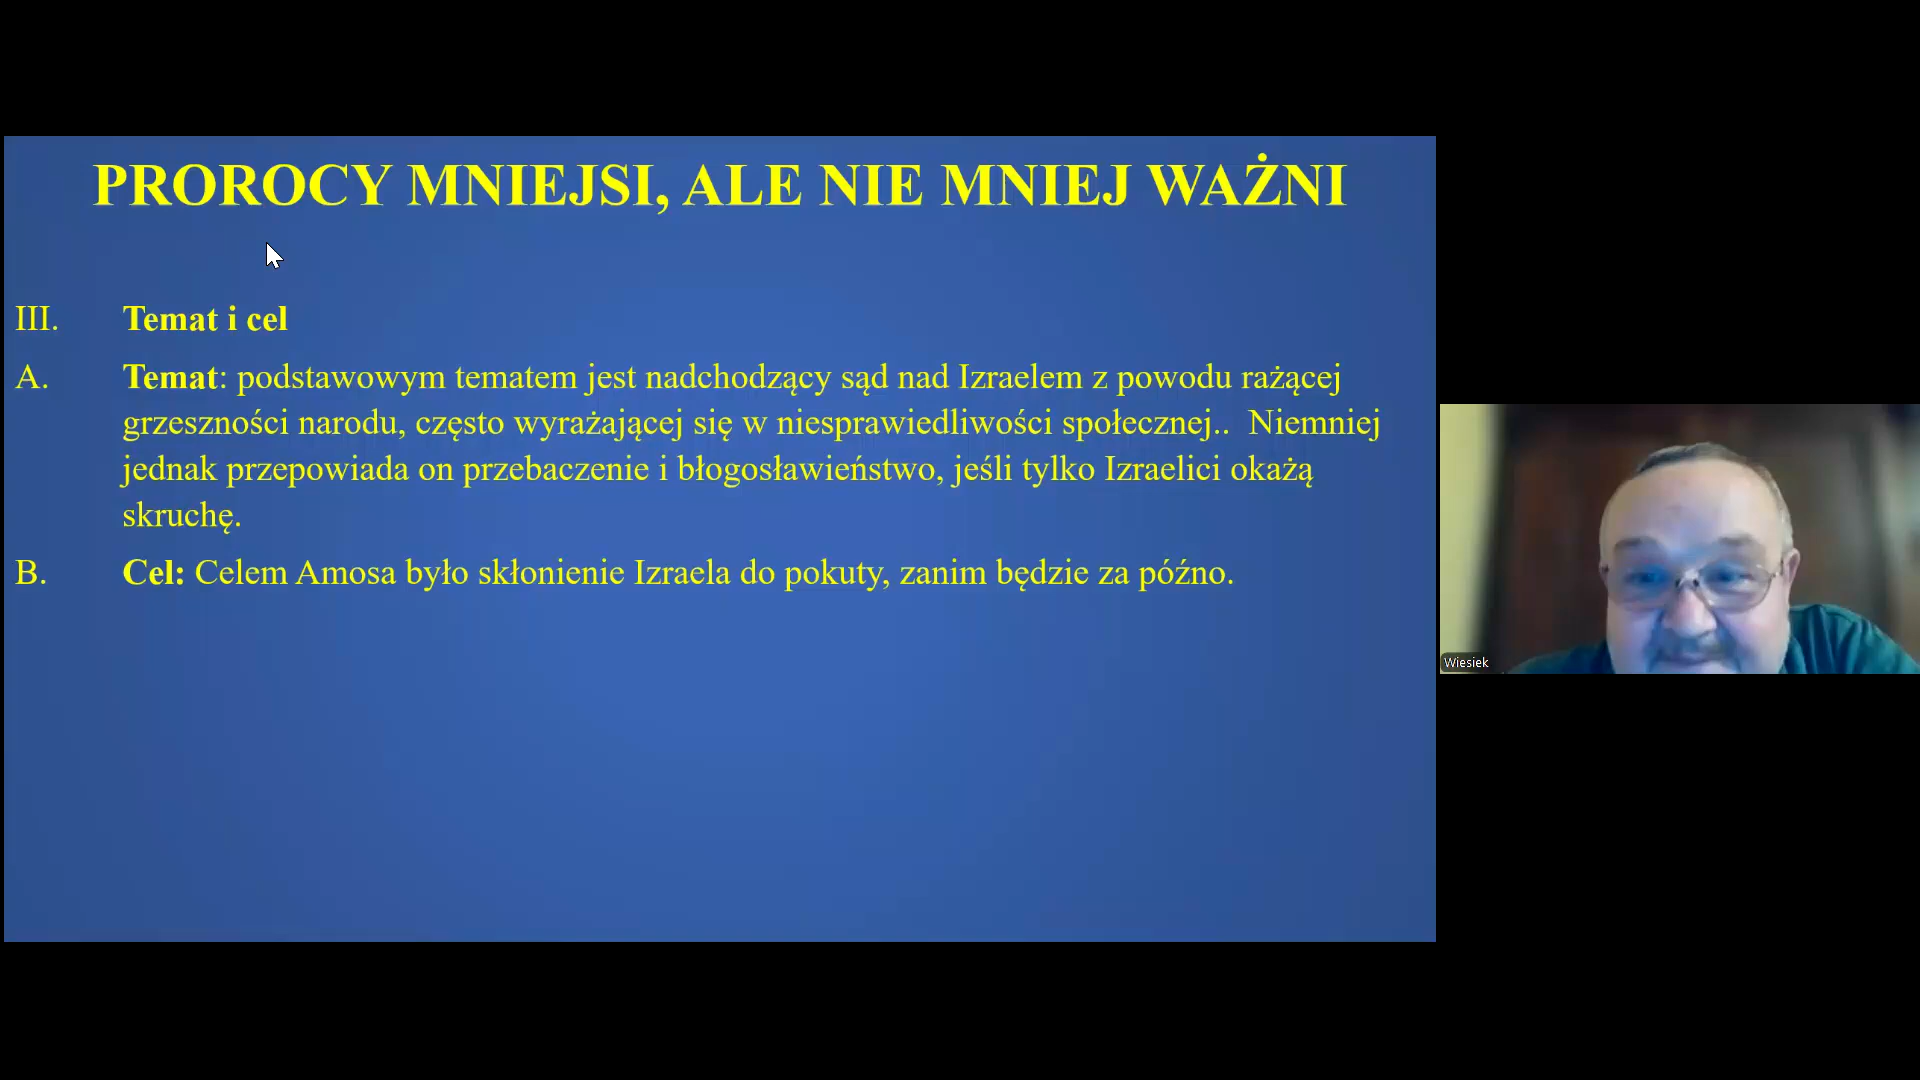 PROROCY MNIEJSI, ALE NIE MNIEJ WAŻNI
III. Temat i cel
A. Temat: podstawowym tematem jest nadchodzący sąd nad Izraelem z powodu rażącej
grzeszności narodu, często wyrażającej się w niesprawiedliwości społecznej..  Niemniej
jednak przepowiada on przebaczenie i błogosławieństwo, jeśli tylko Izraelici okażą
skruchę.
B. Cel: Celem Amosa było skłonienie Izraela do pokuty, zanim będzie za późno.
Wiesiek